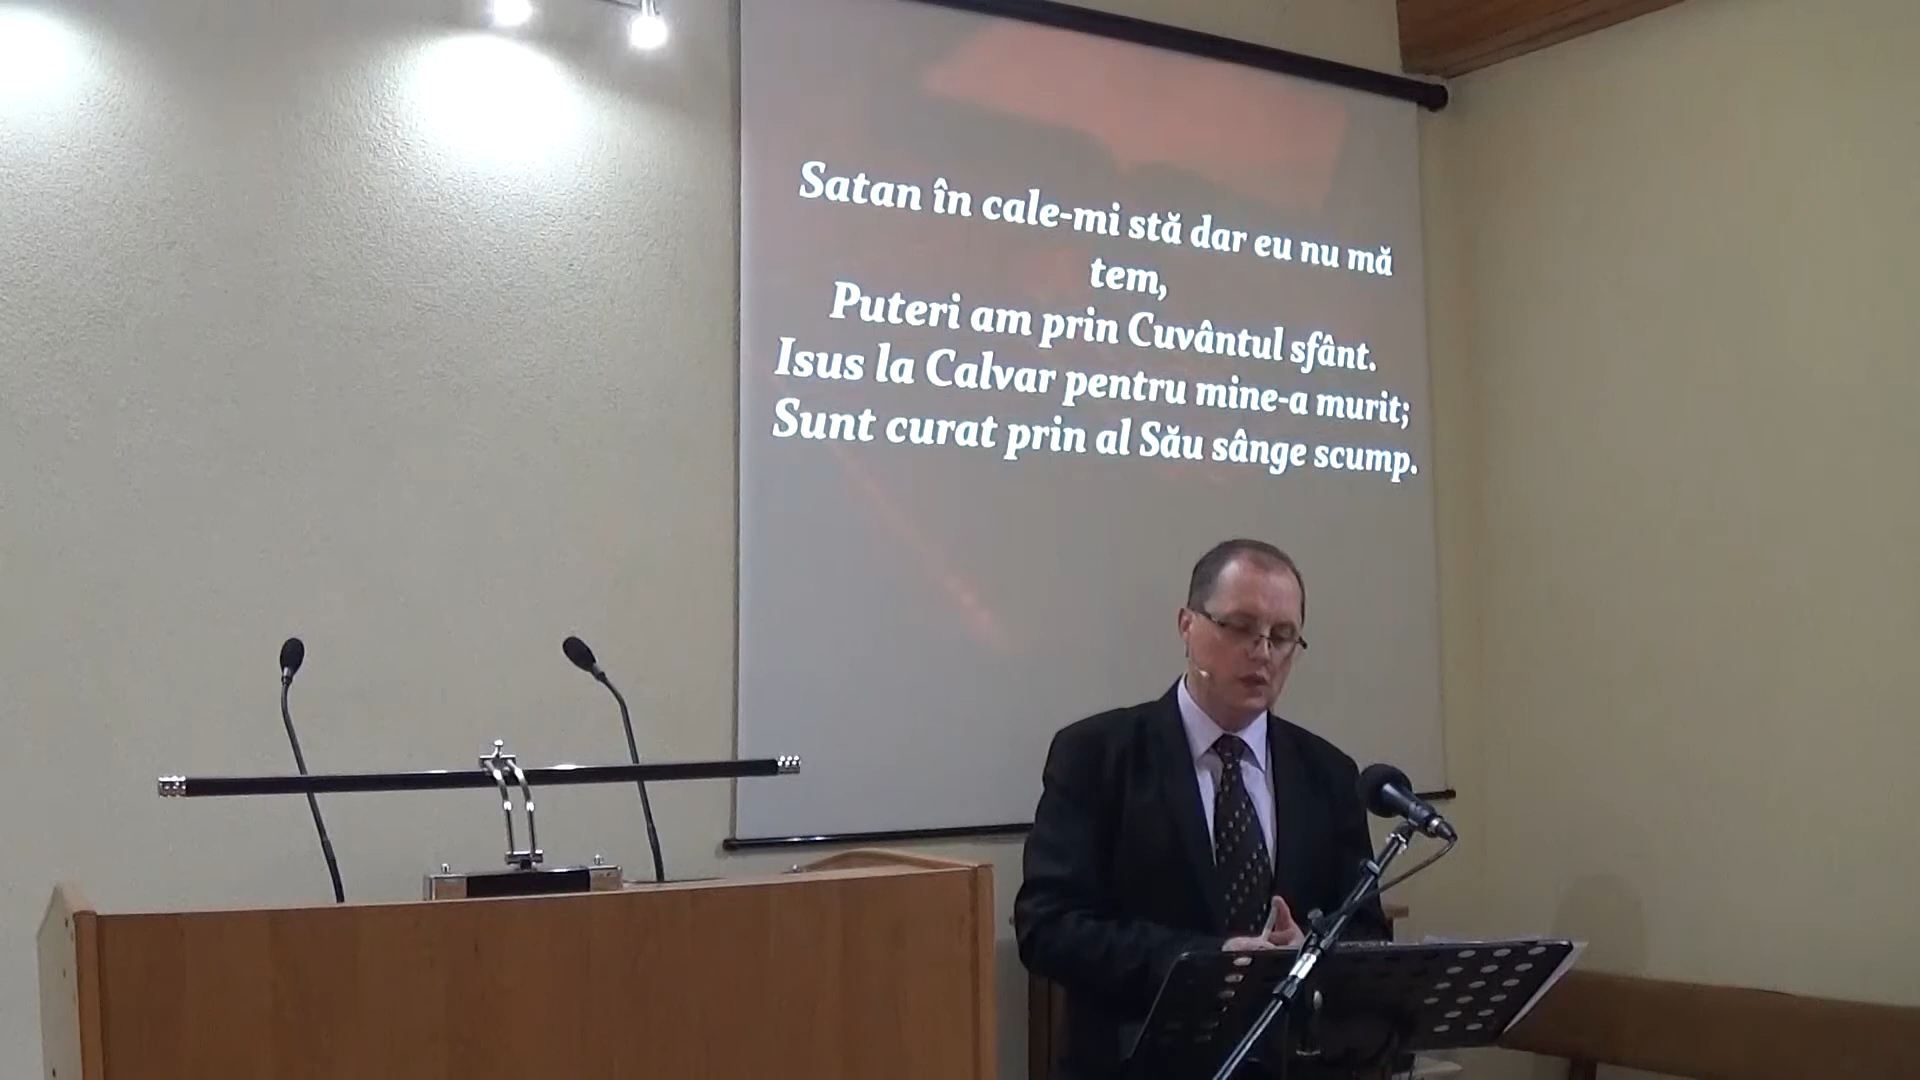 Satan în cale-mi stă dar eu nu mă
tem,
Puteri am prin Cuvântul sfânt.
Isus la Calvar pentru mine-a murit;
Sunt curat prin al Său sânge scump.